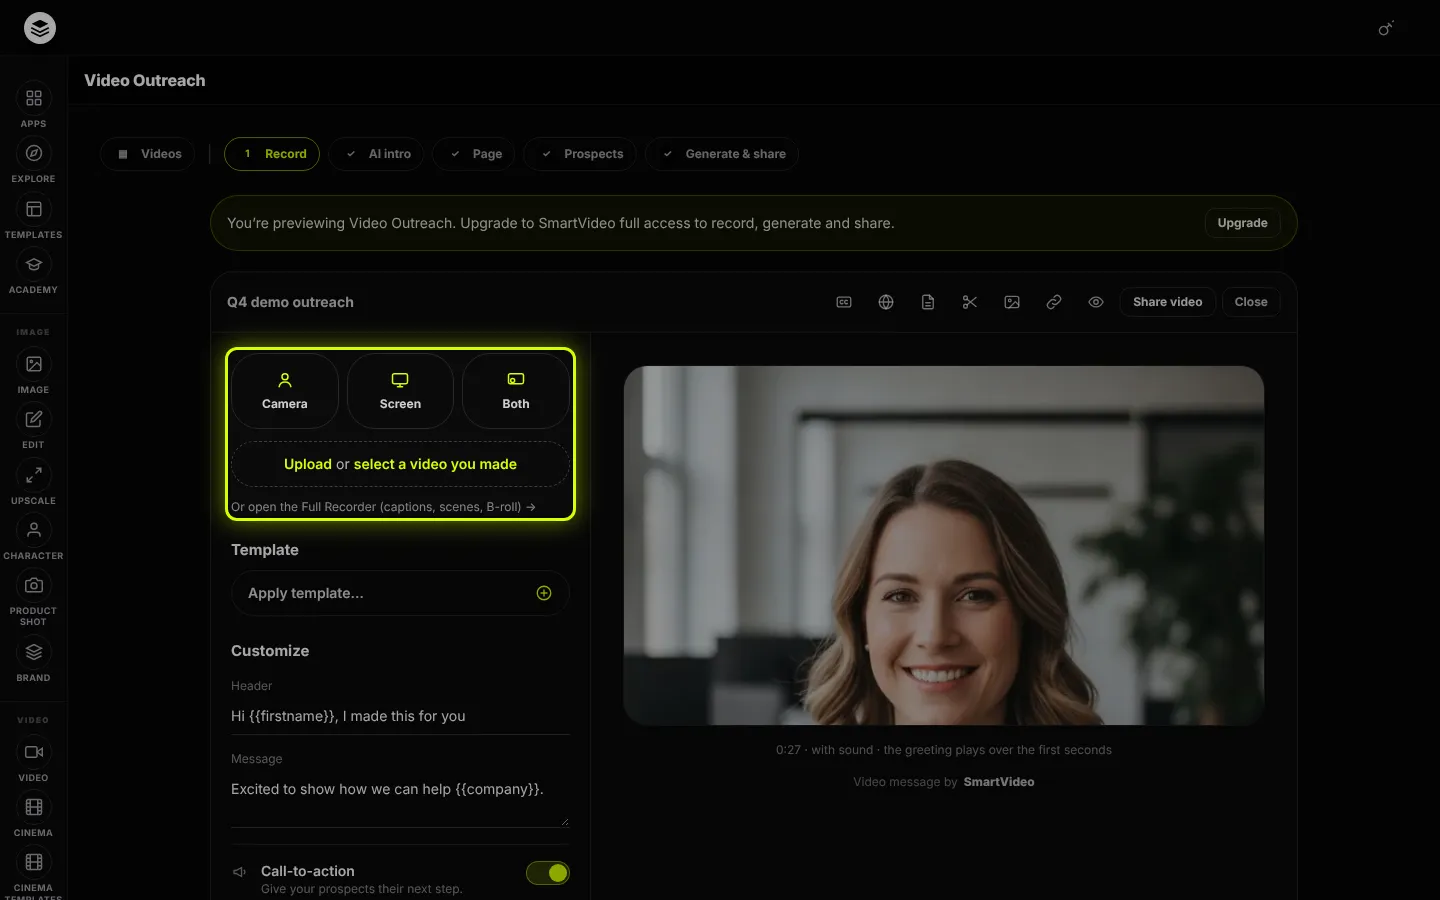 Video Outreach
APPS
EXPLORE
TEMPLATES
ACADEMY
IMAGE
IMAGE
EDIT
UPSCALE
CHARACTER
PRODUCT
SHOT
BRAND
VIDEO
VIDEO
CINEMA
CINEMA
TEMPLATES
Videos
1 Record
AI intro
Page
Prospects
Generate & share
You're previewing Video Outreach. Upgrade to SmartVideo full access to record, generate and share.
Upgrade
Q4 demo outreach
CC
Share video
Close
Camera
Screen
Both
Upload or select a video you made
Or open the Full Recorder (captions, scenes, B-roll) →
Template
Apply template...
Customize
Header
Hi {{firstname}}, I made this for you
Message
Excited to show how we can help {{company}}.
Call-to-action
Give your prospects their next step.
0:27 · with sound · the greeting plays over the first seconds
Video message by SmartVideo